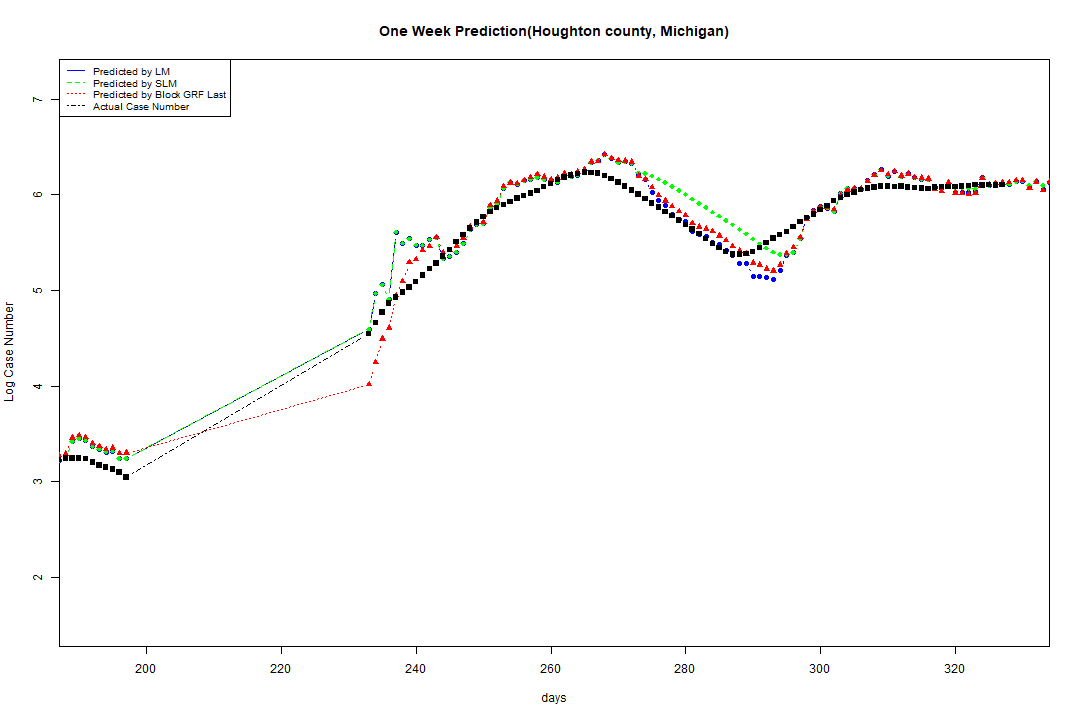 One Week Prediction(Houghton county, Michigan)
Predicted by LM
Predicted by SLM
Predicted by Block GRF Last
Actual Case Number
7
6
5
4
3
2
Log Case Number
200 220 240 260 280 300 320
days